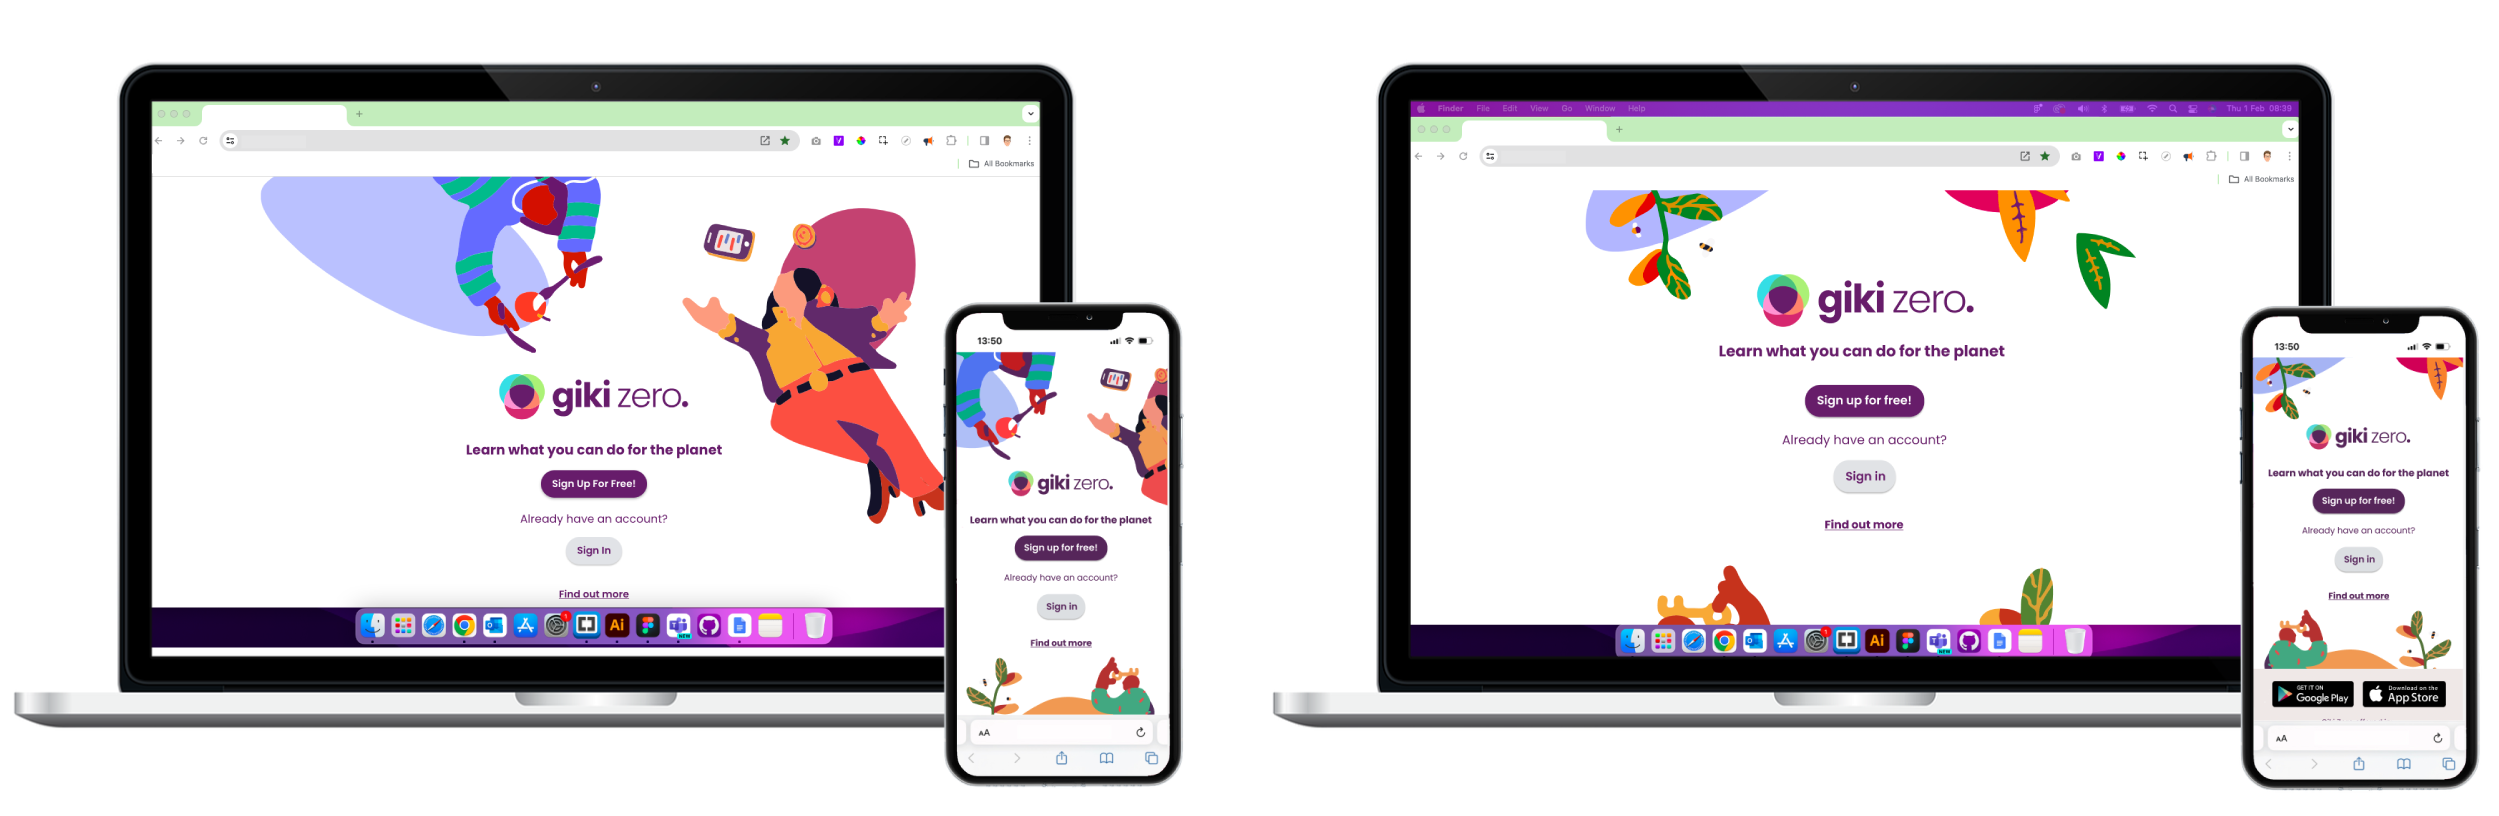 All Bookmarks
giki zero.
Learn what you can do for the planet
Sign Up For Free!
Already have an account?
Sign In
Find out more
1
Ai
NEW
13:50
giki zero.
Learn what you can do for the planet
Sign up for free!
Already have an account?
Sign in
Find out more
AA
Finder File Edit View Go Window Help
Thu 1 Feb 08:39
All Bookmarks
giki zero.
Learn what you can do for the planet
Sign up for free!
Already have an account?
Sign in
Find out more
1
Ai
NEW
13:50
giki zero.
Learn what you can do for the planet
Sign up for free!
Already have an account?
Sign in
Find out more
GET IT ON
Google Play
Download on the
App Store
AA